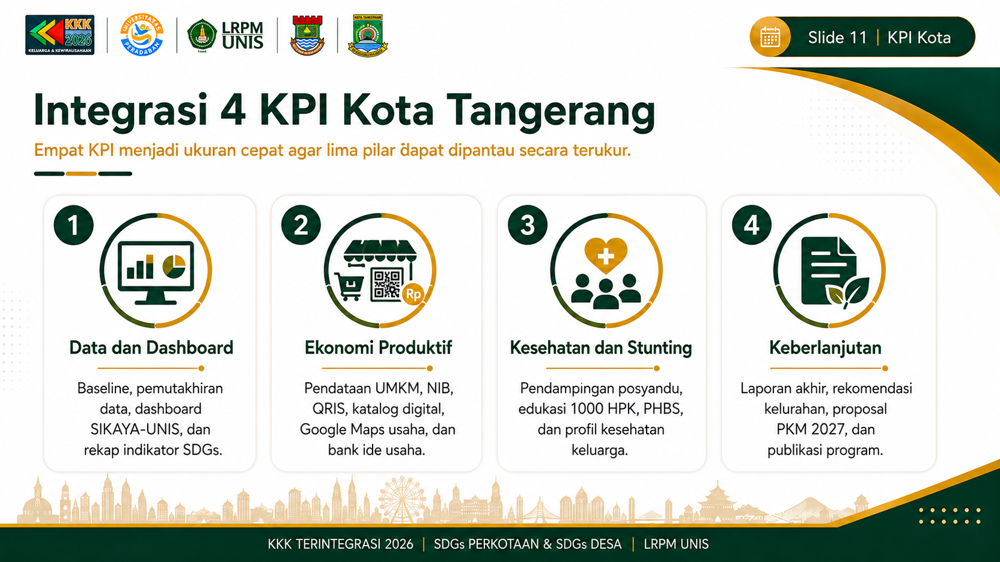 KKK
2026
KELUARGA & KEWIRAUSAHAAN
UNIVERSITAS
PERADABAN
LRPM
UNIS
KOTA TANGERANG
Slide 11 | KPI Kota
Integrasi 4 KPI Kota Tangerang
Empat KPI menjadi ukuran cepat agar lima pilar dapat dipantau secara terukur.
1
Data dan Dashboard
Baseline, pemutakhiran
data, dashboard
SIKAYA-UNIS, dan
rekap indikator SDGs.
2
Rp
Ekonomi Produktif
Pendataan UMKM, NIB,
QRIS, katalog digital,
Google Maps usaha, dan
bank ide usaha.
3
Kesehatan dan Stunting
Pendampingan posyandu,
edukasi 1000 HPK, PHBS,
dan profil kesehatan
keluarga.
4
Keberlanjutan
Laporan akhir, rekomendasi
kelurahan, proposal
PKM 2027, dan
publikasi program.
KKK TERINTEGRASI 2026 | SDGs PERKOTAAN & SDGs DESA | LRPM UNIS